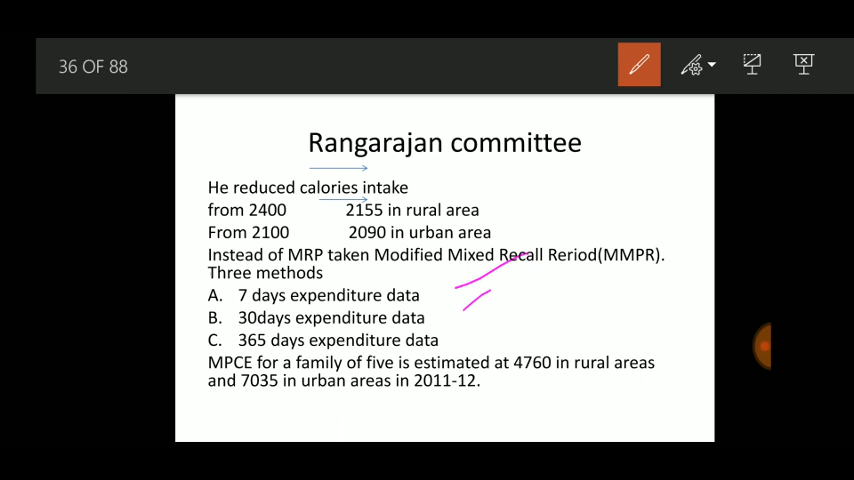 36 OF 88
Rangarajan committee
He reduced calories intake
from 2400 2155 in rural area
From 2100 2090 in urban area
Instead of MRP taken Modified Mixed Recall Reriod(MMPR).
Three methods
A. 7 days expenditure data
B. 30days expenditure data
C. 365 days expenditure data
MPCE for a family of five is estimated at 4760 in rural areas
and 7035 in urban areas in 2011-12.